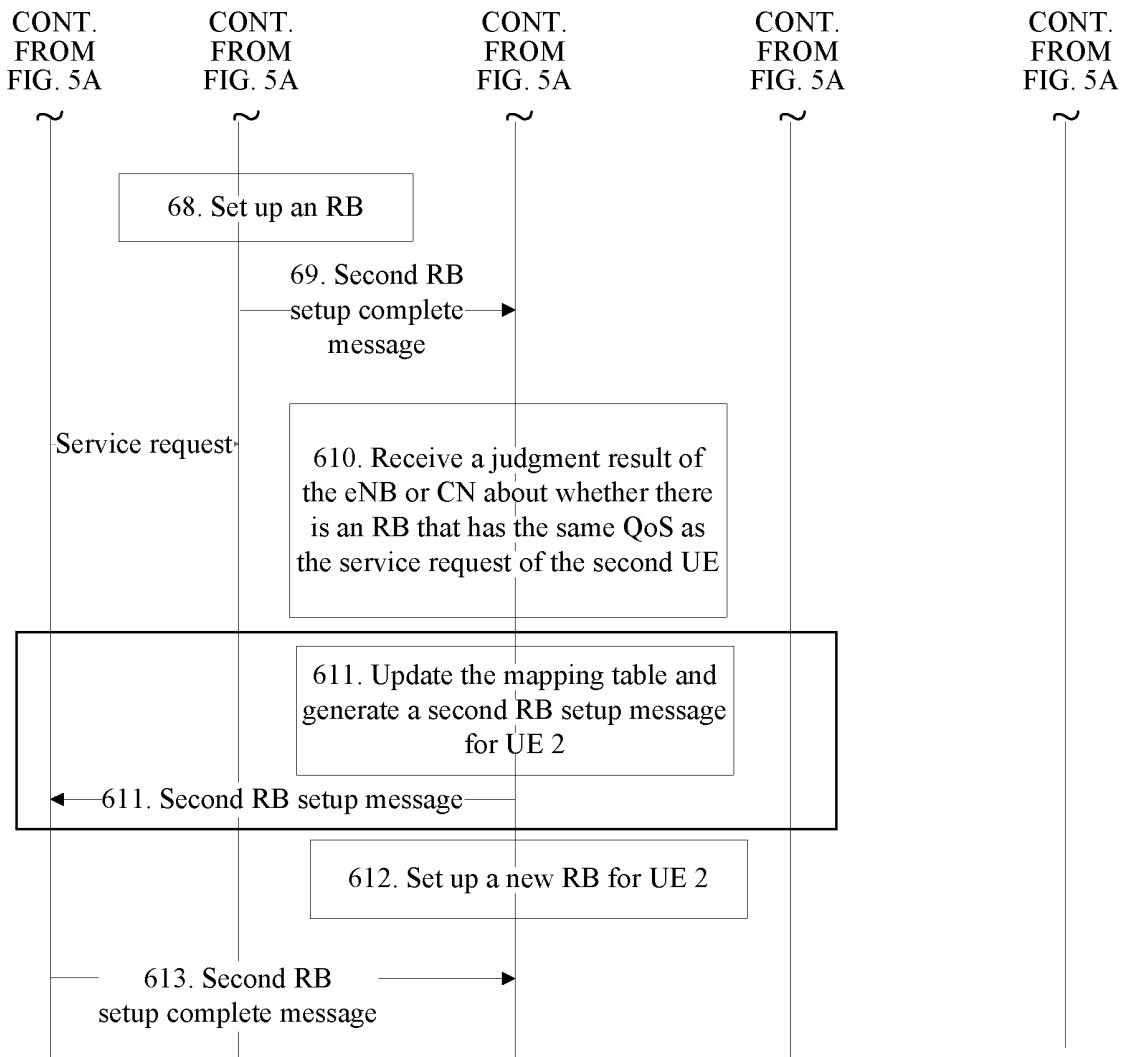 CONT.
FROM
FIG. 5A
CONT.
FROM
FIG. 5A
CONT.
FROM
FIG. 5A
CONT.
FROM
FIG. 5A
CONT.
FROM
FIG. 5A
68. Set up an RB
69. Second RB
setup complete
message
Service request
610. Receive a judgment result of
the eNB or CN about whether there
is an RB that has the same QoS as
the service request of the second UE
611. Update the mapping table and
generate a second RB setup message
for UE 2
611. Second RB setup message
612. Set up a new RB for UE 2
613. Second RB
setup complete message